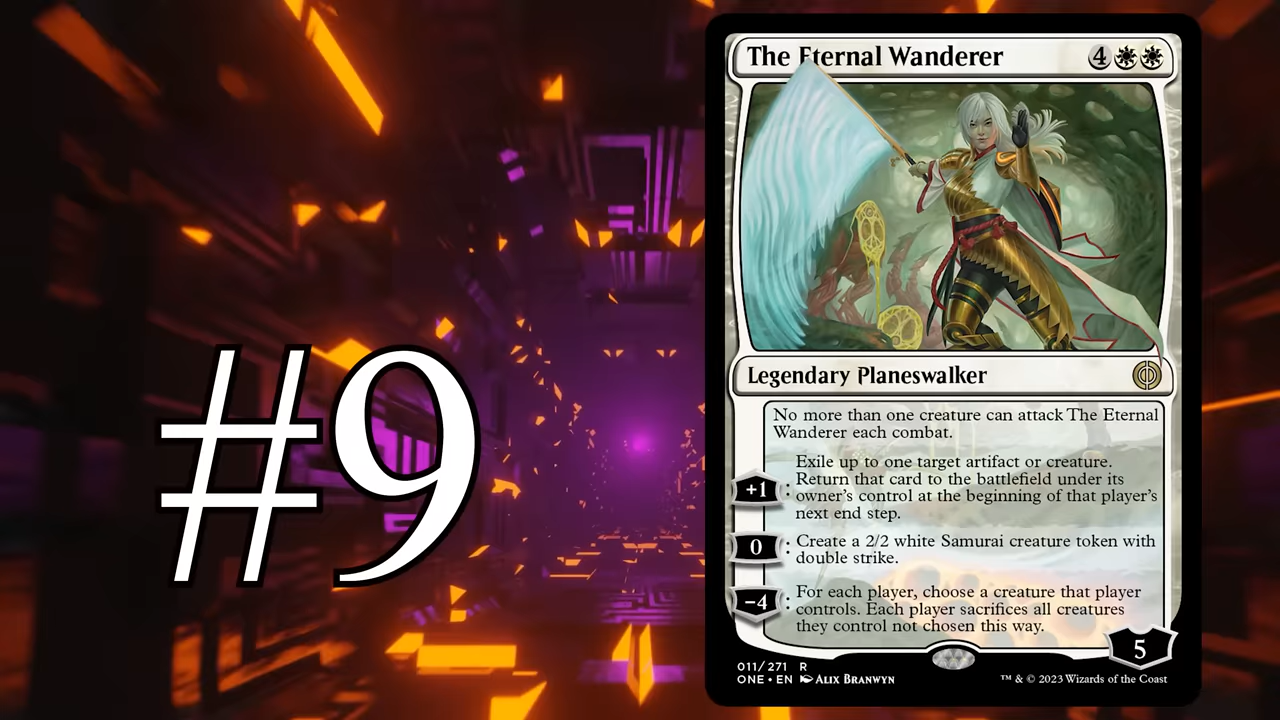 #9
The Eternal Wanderer 4
Legendary Planeswalker
No more than one creature can attack The Eternal
Wanderer each combat.
+1: Exile up to one target artifact or creature.
Return that card to the battlefield under its
owner's control at the beginning of that player's
next end step.
0: Create a 2/2 white Samurai creature token with
double strike.
−4: For each player, choose a creature that player
controls. Each player sacrifices all creatures
they control not chosen this way.
5
011/271 R
ONE • EN Alix Branwyn
™ & © 2023 Wizards of the Coast